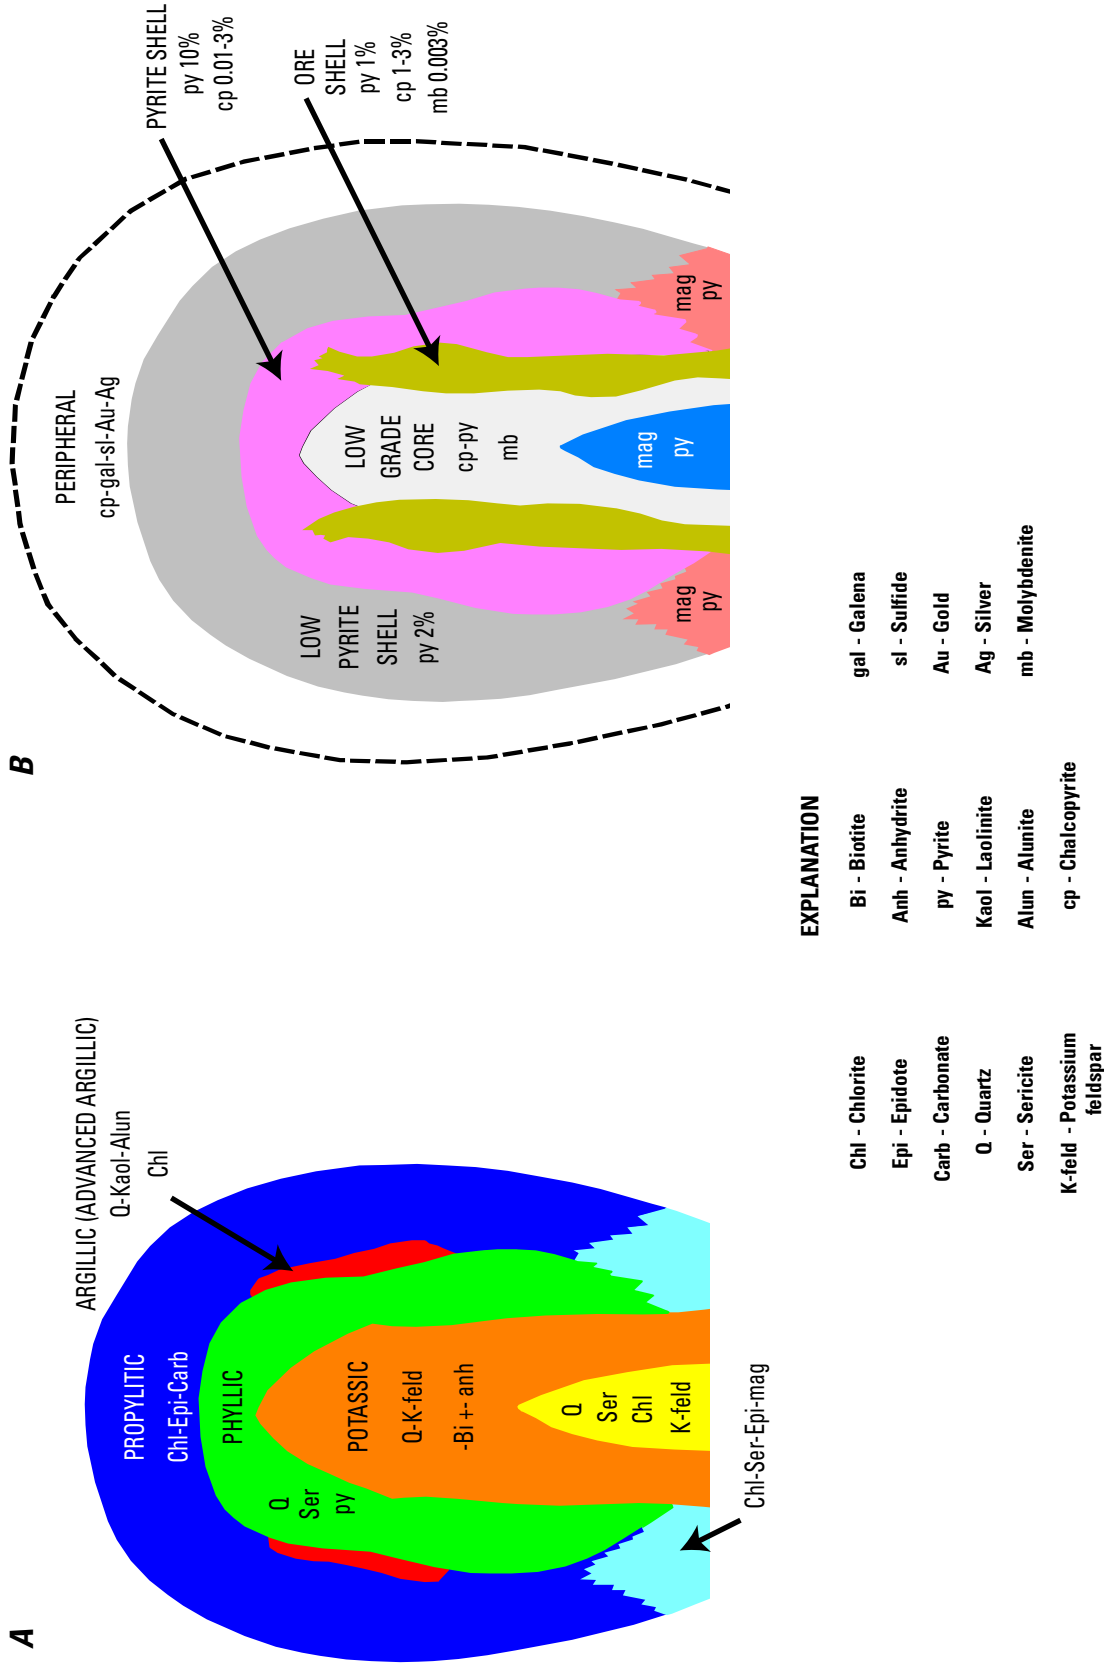 A
ARGILLIC (ADVANCED ARGILLIC)
Q-Kaol-Alun
Chl
PROPYLITIC
Chl-Epi-Carb
PHYLLIC
Q
Ser
py
POTASSIC
Q-K-feld
-Bi +- anh
Q
Ser
Chl
K-feld
Chl-Ser-Epi-mag
B
PERIPHERAL
cp-gal-sl-Au-Ag
PYRITE SHELL
py 10%
cp 0.01-3%
ORE
SHELL
py 1%
cp 1-3%
mb 0.003%
LOW
PYRITE
SHELL
py 2%
LOW
GRADE
CORE
cp-py
mb
mag
py
mag
py
mag
py
EXPLANATION
Chl - Chlorite
Epi - Epidote
Carb - Carbonate
Q - Quartz
Ser - Sericite
K-feld - Potassium
feldspar
Bi - Biotite
Anh - Anhydrite
py - Pyrite
Kaol - Laolinite
Alun - Alunite
cp - Chalcopyrite
gal - Galena
sl - Sulfide
Au - Gold
Ag - Silver
mb - Molybdenite